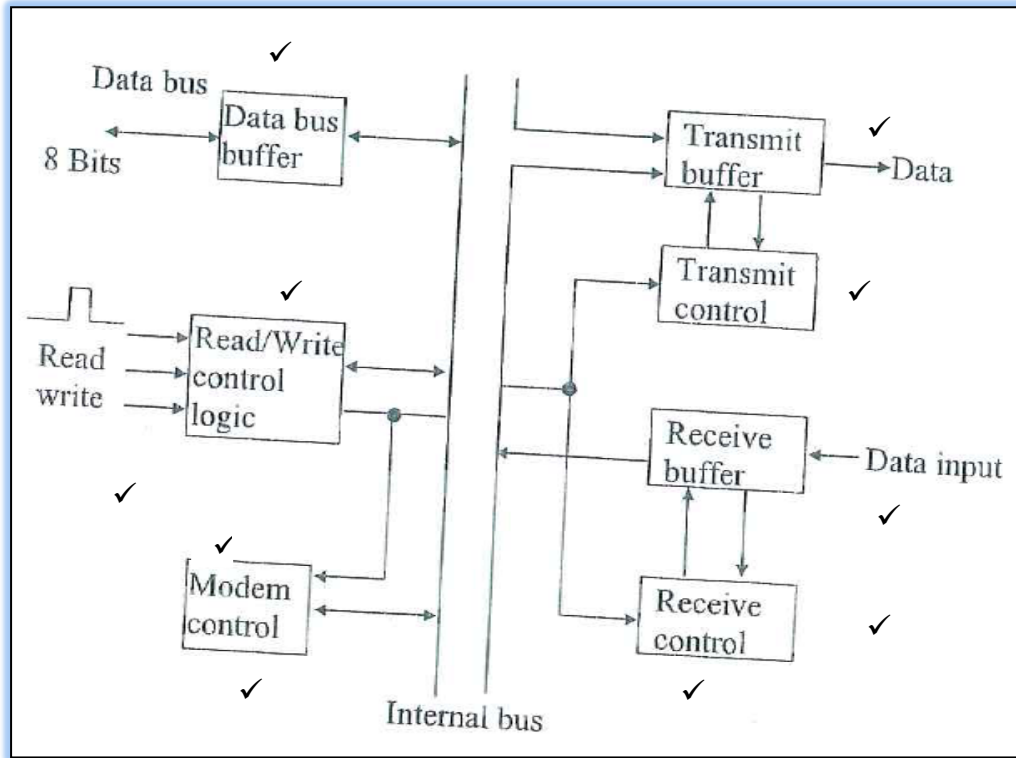 Data bus
8 Bits
Data bus
buffer
Read
write
Read/Write
control
logic
Modem
control
Internal bus
Transmit
buffer
Data
Transmit
control
Receive
buffer
Data input
Receive
control